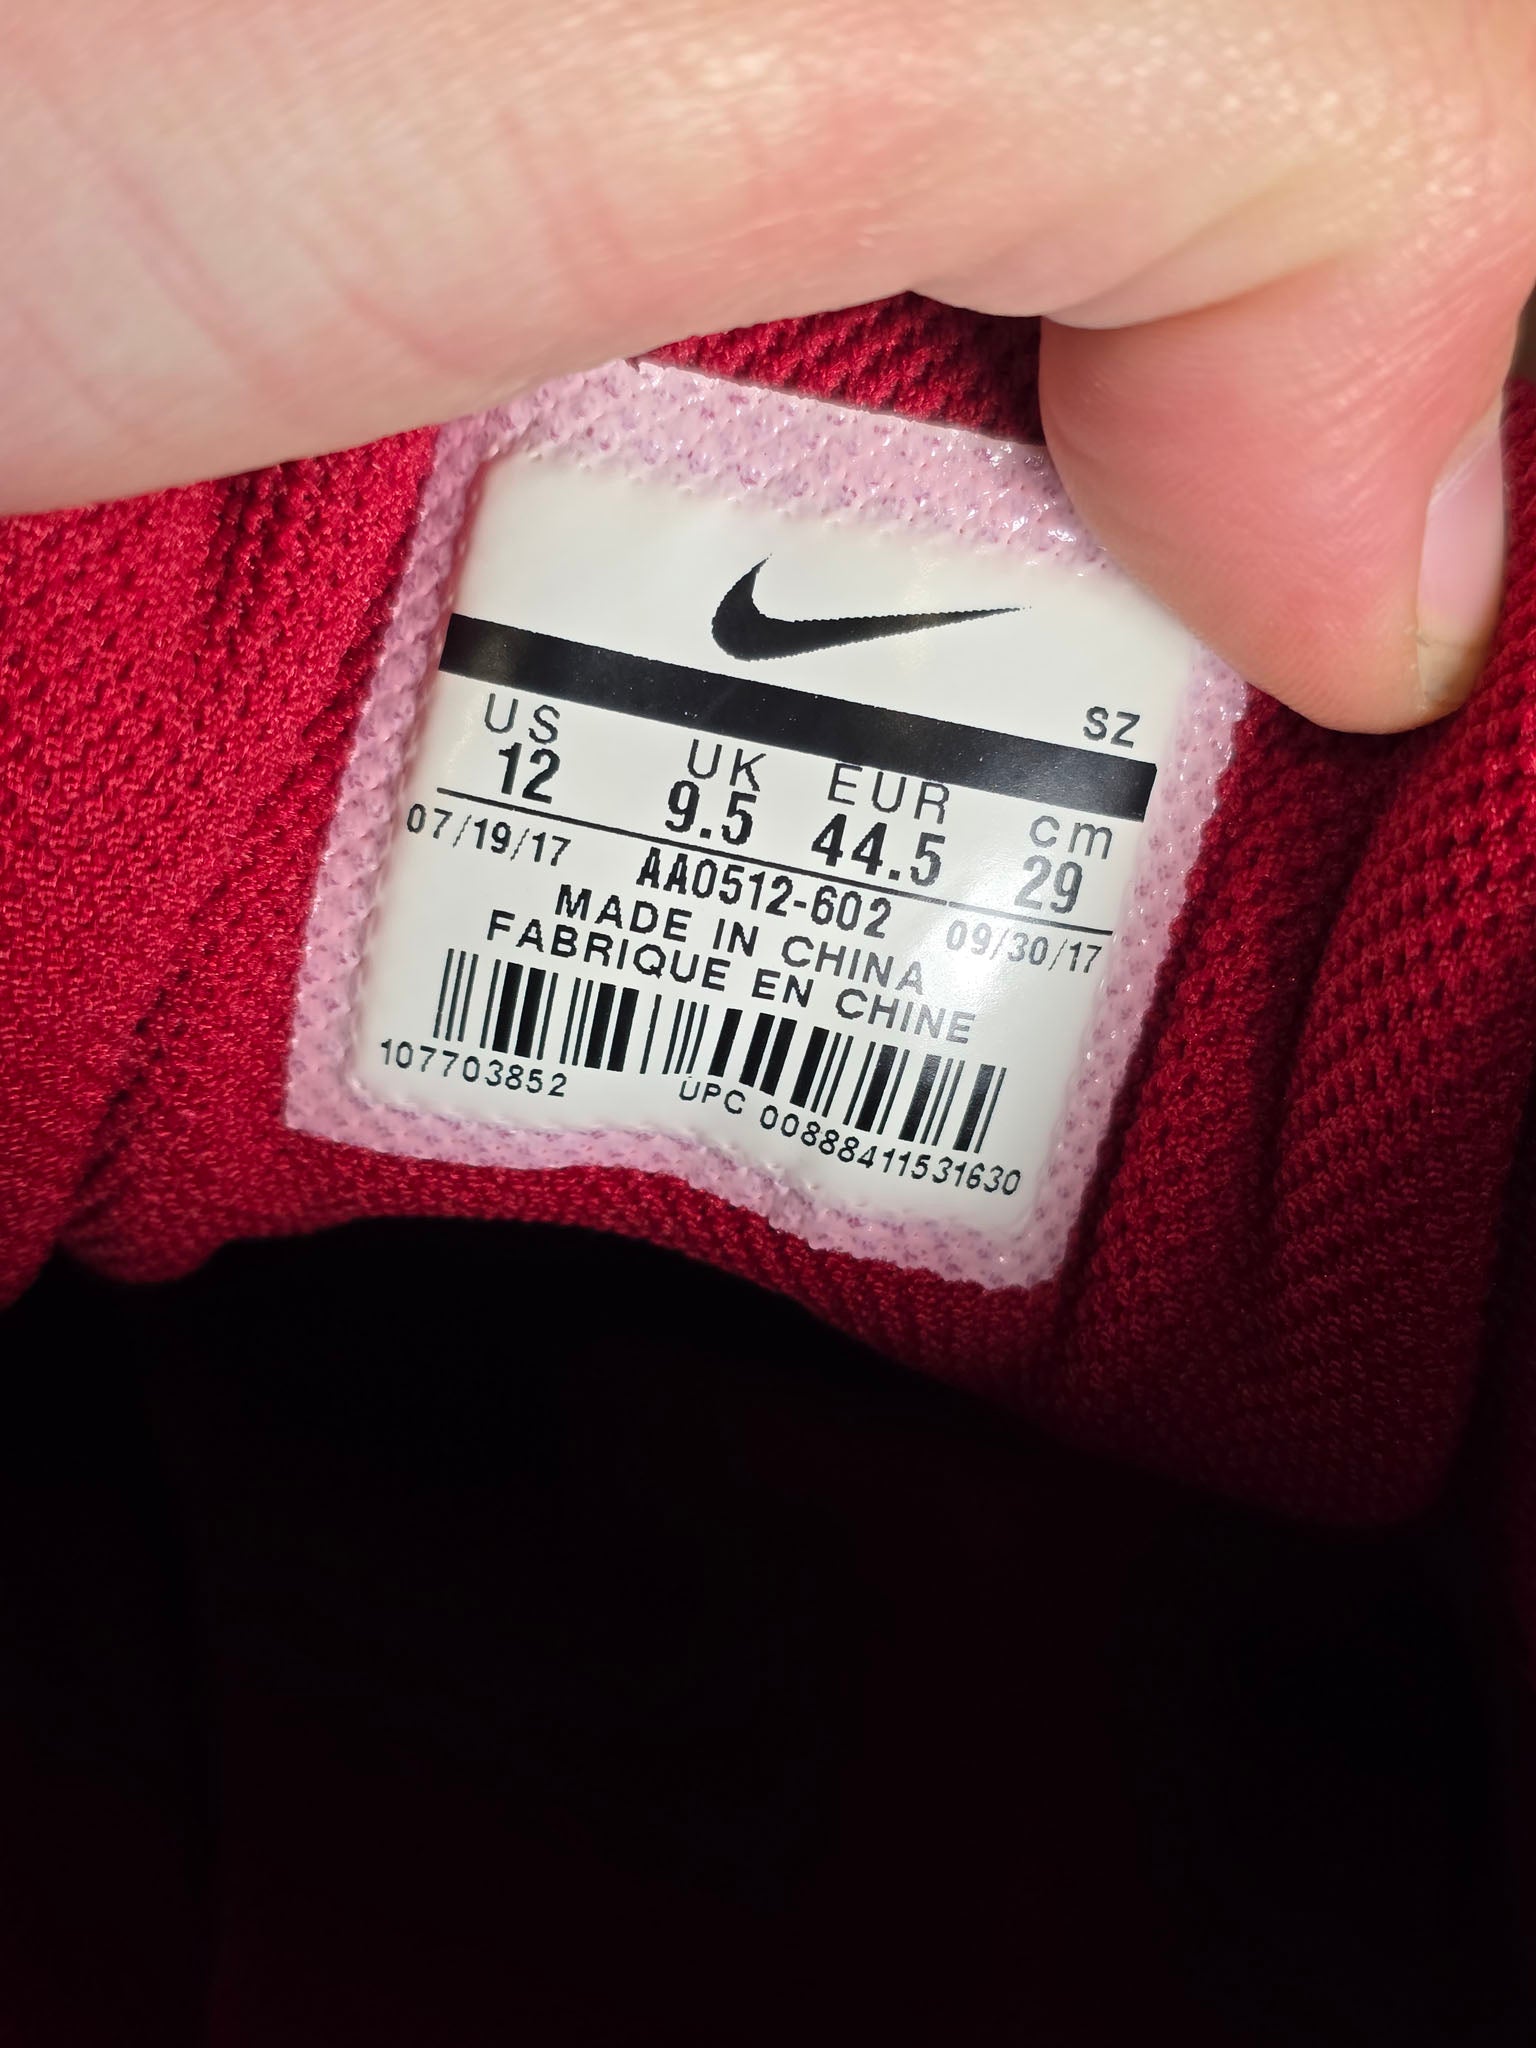 SZ
US UK EUR cm
12 9.5 44.5 29
07/19/17 AA0512-602 09/30/17
MADE IN CHINA
FABRIQUE EN CHINE
107703852 UPC 00888411531630